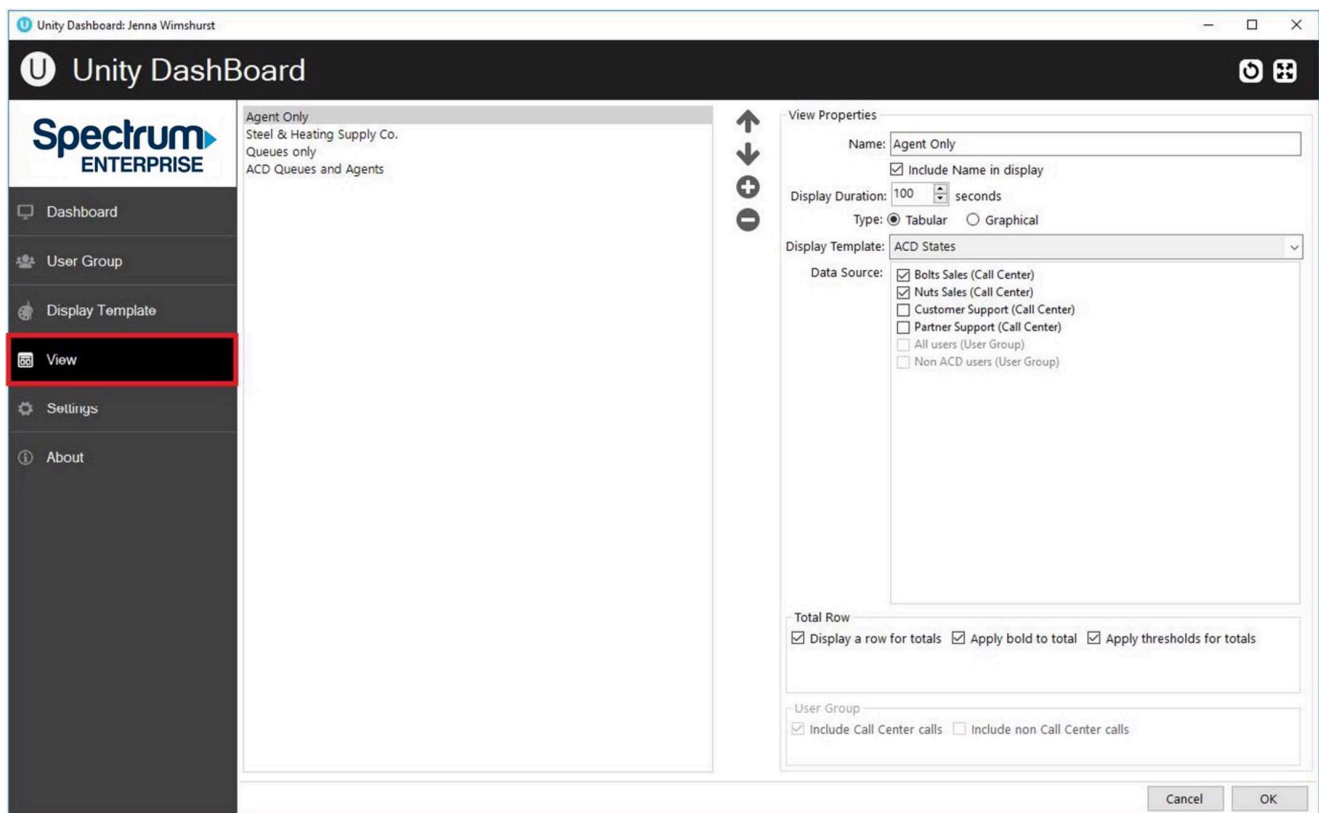 Unity Dashboard: Jenna Wimshurst
Unity DashBoard
Spectrum
ENTERPRISE
Dashboard
User Group
Display Template
View
Settings
About
Agent Only
Steel & Heating Supply Co.
Queues only
ACD Queues and Agents
View Properties
Name: Agent Only
Include Name in display
Display Duration: 100 seconds
Type: Tabular Graphical
Display Template: ACD States
Data Source: Bolts Sales (Call Center)
Nuts Sales (Call Center)
Customer Support (Call Center)
Partner Support (Call Center)
All users (User Group)
Non ACD users (User Group)
Total Row
Display a row for totals Apply bold to total Apply thresholds for totals
User Group
Include Call Center calls Include non Call Center calls
Cancel OK